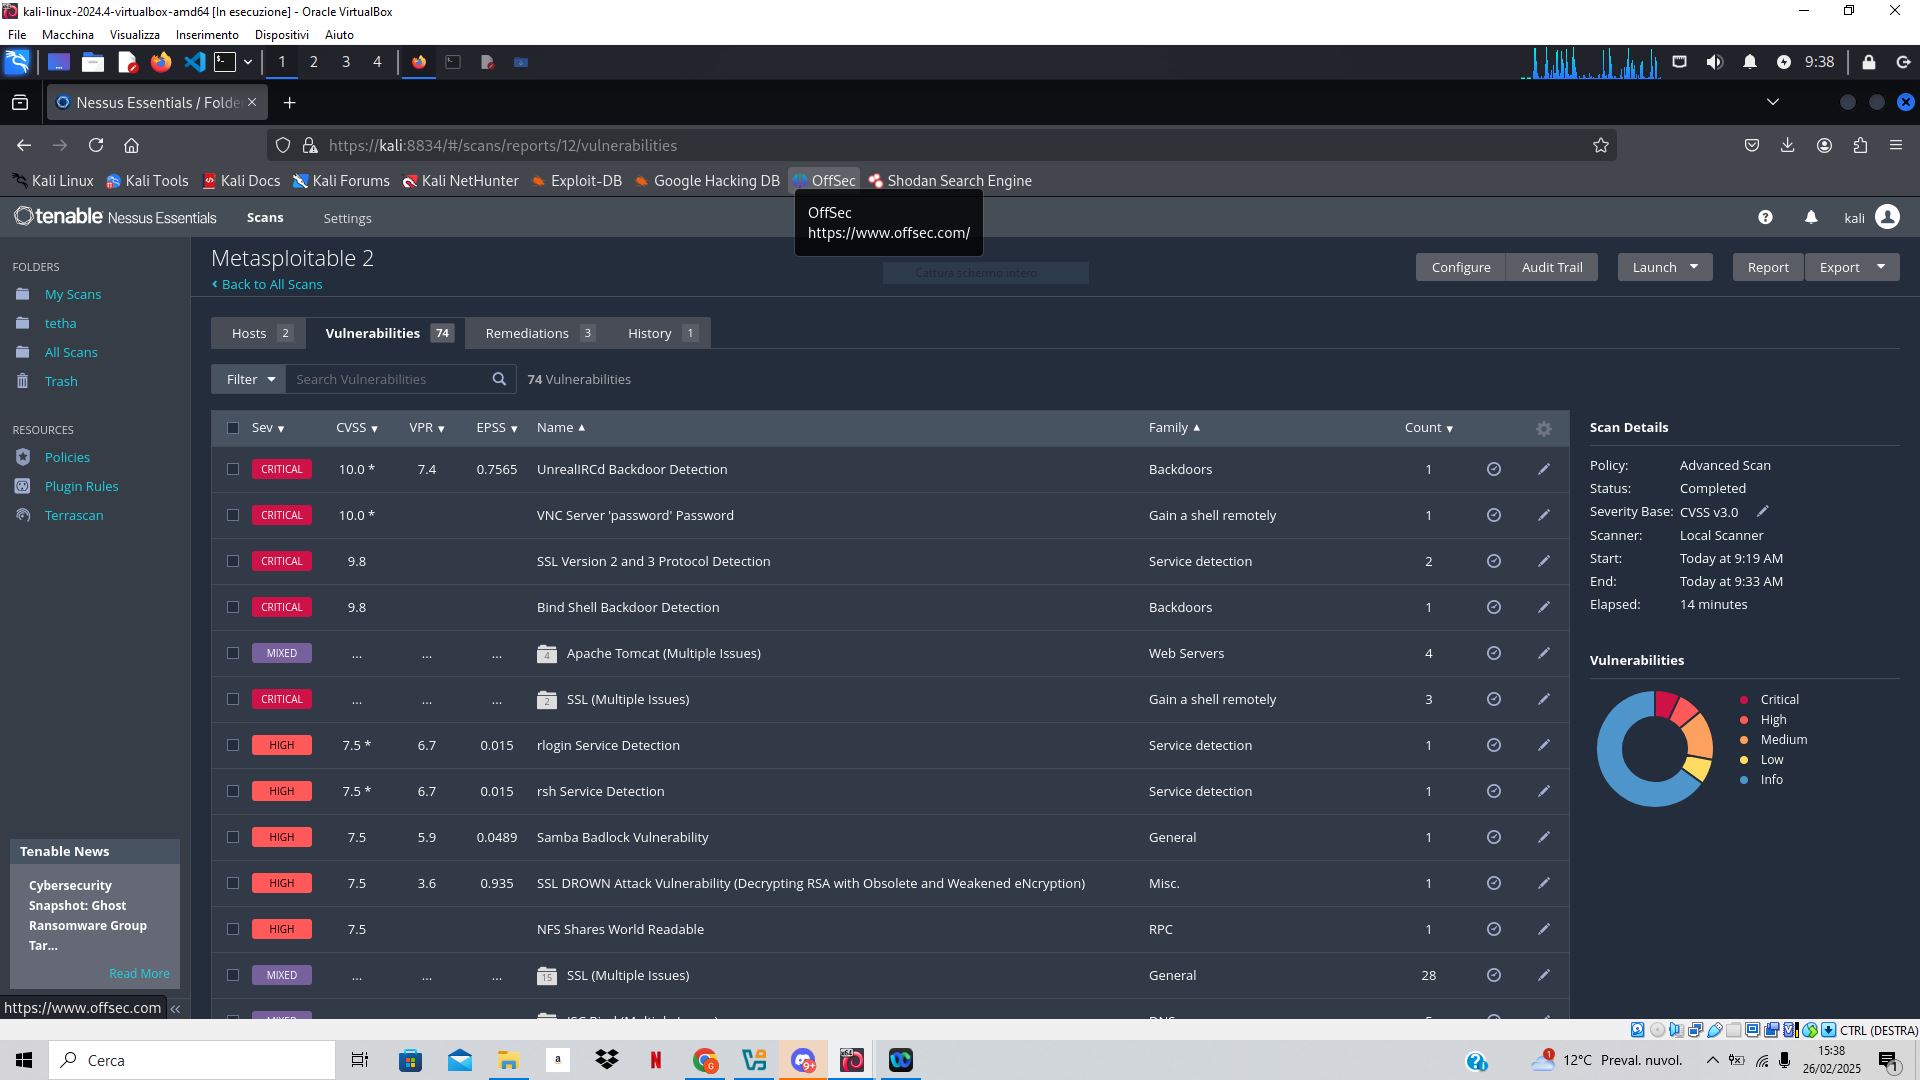 kali-linux-2024.4-virtualbox-amd64 [In esecuzione] - Oracle VirtualBox
File Macchina Visualizza Inserimento Dispositivi Aiuto
1 2 3 4 9:38
Nessus Essentials / Folde
https://kali:8834/#/scans/reports/12/vulnerabilities
Kali Linux Kali Tools Kali Docs Kali Forums Kali NetHunter Exploit-DB Google Hacking DB OffSec Shodan Search Engine
OffSec
https://www.offsec.com/
tenable Nessus Essentials Scans Settings kali
FOLDERS
My Scans
tetha
All Scans
Trash
RESOURCES
Policies
Plugin Rules
Terrascan
Tenable News
Cybersecurity
Snapshot: Ghost
Ransomware Group
Tar...
Read More
https://www.offsec.com
Metasploitable 2
Back to All Scans
Cattura schermo intero
Configure Audit Trail Launch Report Export
Hosts 2 Vulnerabilities 74 Remediations 3 History 1
Filter Search Vulnerabilities 74 Vulnerabilities
Sev CVSS VPR EPSS Name Family Count
CRITICAL 10.0 * 7.4 0.7565 UnrealIRCd Backdoor Detection Backdoors 1
CRITICAL 10.0 * VNC Server 'password' Password Gain a shell remotely 1
CRITICAL 9.8 SSL Version 2 and 3 Protocol Detection Service detection 2
CRITICAL 9.8 Bind Shell Backdoor Detection Backdoors 1
MIXED ... ... ... 4 Apache Tomcat (Multiple Issues) Web Servers 4
CRITICAL ... ... ... 2 SSL (Multiple Issues) Gain a shell remotely 3
HIGH 7.5 * 6.7 0.015 rlogin Service Detection Service detection 1
HIGH 7.5 * 6.7 0.015 rsh Service Detection Service detection 1
HIGH 7.5 5.9 0.0489 Samba Badlock Vulnerability General 1
HIGH 7.5 3.6 0.935 SSL DROWN Attack Vulnerability (Decrypting RSA with Obsolete and Weakened eNcryption) Misc. 1
HIGH 7.5 NFS Shares World Readable RPC 1
MIXED ... ... ... 15 SSL (Multiple Issues) General 28
Scan Details
Policy: Advanced Scan
Status: Completed
Severity Base: CVSS v3.0
Scanner: Local Scanner
Start: Today at 9:19 AM
End: Today at 9:33 AM
Elapsed: 14 minutes
Vulnerabilities
Critical
High
Medium
Low
Info
CTRL (DESTRA)
Cerca
12°C Preval. nuvol.
15:38
26/02/2025